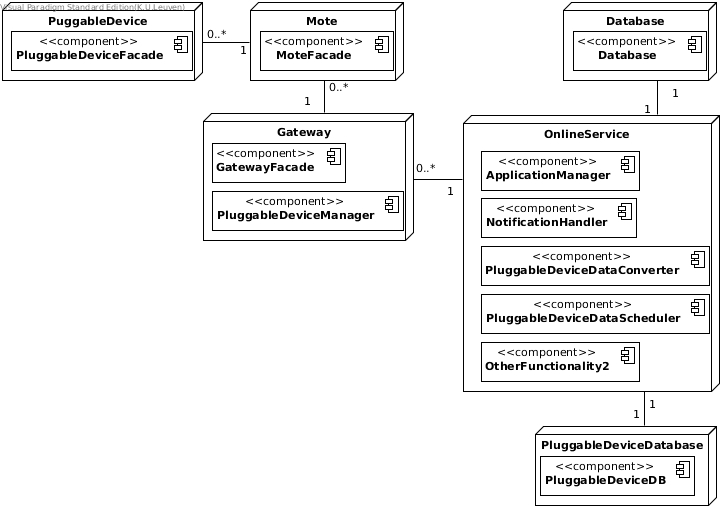 Visual Paradigm Standard Edition(K.U.Leuven)
PuggableDevice
<<component>>
PluggableDeviceFacade
0..*
1
Mote
<<component>>
MoteFacade
0..*
1
Database
<<component>>
Database
1
1
Gateway
<<component>>
GatewayFacade
<<component>>
PluggableDeviceManager
0..*
1
OnlineService
<<component>>
ApplicationManager
<<component>>
NotificationHandler
<<component>>
PluggableDeviceDataConverter
<<component>>
PluggableDeviceDataScheduler
<<component>>
OtherFunctionality2
1
1
PluggableDeviceDatabase
<<component>>
PluggableDeviceDB